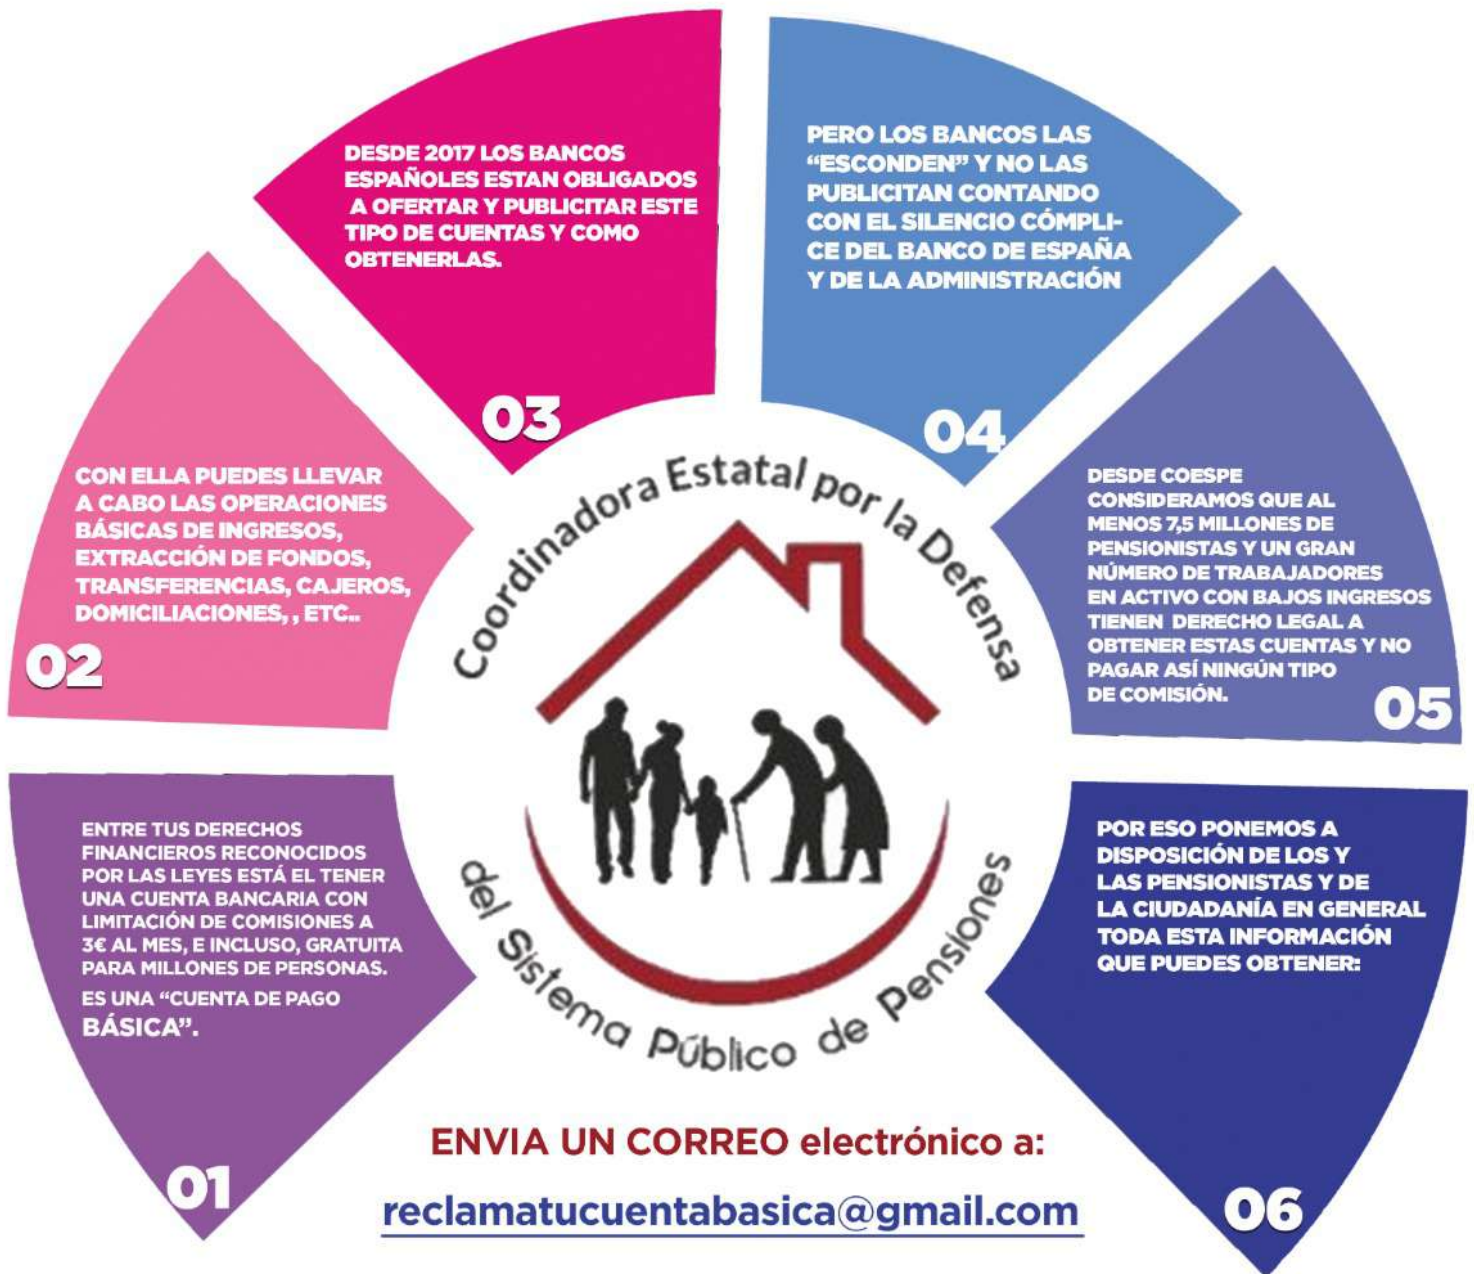 ENTRE TUS DERECHOS
FINANCIEROS RECONOCIDOS
POR LAS LEYES ESTÁ EL TENER
UNA CUENTA BANCARIA CON
LIMITACIÓN DE COMISIONES A
3€ AL MES, E INCLUSO, GRATUITA
PARA MILLONES DE PERSONAS.
ES UNA “CUENTA DE PAGO
BÁSICA”.
01
CON ELLA PUEDES LLEVAR
A CABO LAS OPERACIONES
BÁSICAS DE INGRESOS,
EXTRACCIÓN DE FONDOS,
TRANSFERENCIAS, CAJEROS,
DOMICILIACIONES, , ETC..
02
DESDE 2017 LOS BANCOS
ESPAÑOLES ESTAN OBLIGADOS
A OFERTAR Y PUBLICITAR ESTE
TIPO DE CUENTAS Y COMO
OBTENERLAS.
03
PERO LOS BANCOS LAS
“ESCONDEN” Y NO LAS
PUBLICITAN CONTANDO
CON EL SILENCIO CÓMPLI-
CE DEL BANCO DE ESPAÑA
Y DE LA ADMINISTRACIÓN
04
DESDE COESPE
CONSIDERAMOS QUE AL
MENOS 7,5 MILLONES DE
PENSIONISTAS Y UN GRAN
NÚMERO DE TRABAJADORES
EN ACTIVO CON BAJOS INGRESOS
TIENEN DERECHO LEGAL A
OBTENER ESTAS CUENTAS Y NO
PAGAR ASÍ NINGÚN TIPO
DE COMISIÓN.
05
POR ESO PONEMOS A
DISPOSICIÓN DE LOS Y
LAS PENSIONISTAS Y DE
LA CIUDADANÍA EN GENERAL
TODA ESTA INFORMACIÓN
QUE PUEDES OBTENER:
06
Coordinadora Estatal por la Defensa
del Sistema Público de Pensiones
ENVIA UN CORREO electrónico a:
reclamatucuentabasica@gmail.com